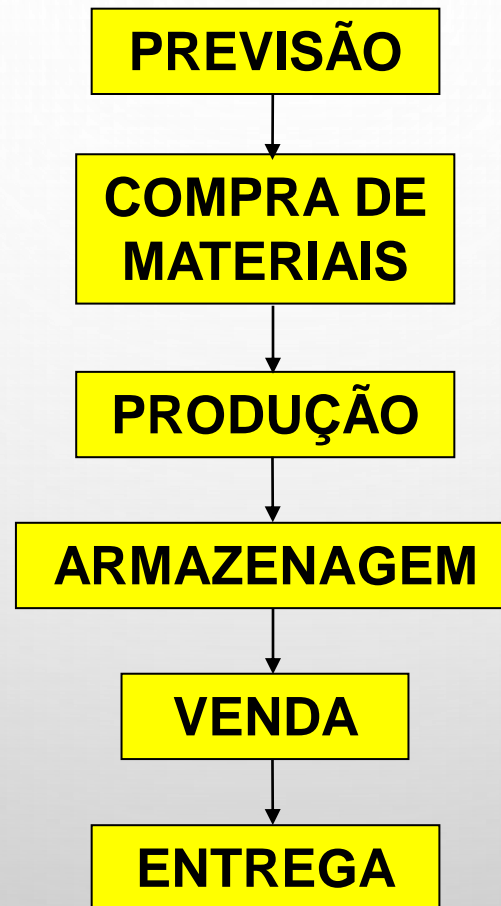 PREVISÃO
COMPRA DE
MATERIAIS
PRODUÇÃO
ARMAZENAGEM
VENDA
ENTREGA